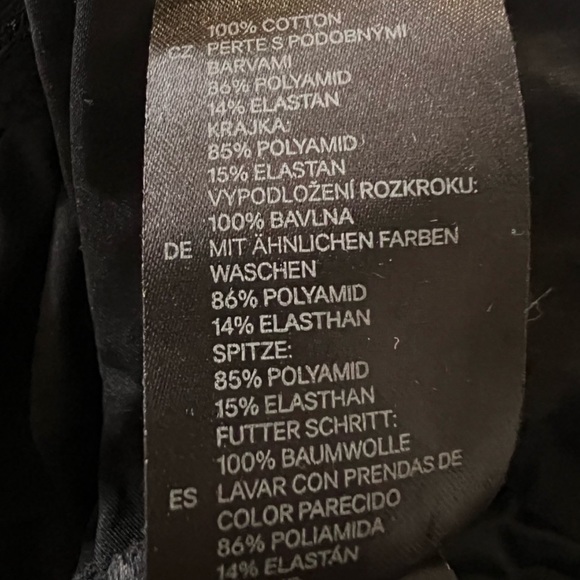 100% COTTON
CZ PERTE S PODOBNÝMI
BARVAMI
86% POLYAMID
14% ELASTAN
KRAJKA:
85% POLYAMID
15% ELASTAN
VYPODLOŽENÍ ROZKROKU:
100% BAVLNA
DE MIT ÄHNLICHEN FARBEN
WASCHEN
86% POLYAMID
14% ELASTHAN
SPITZE:
85% POLYAMID
15% ELASTHAN
FUTTER SCHRITT:
100% BAUMWOLLE
ES LAVAR CON PRENDAS DE
COLOR PARECIDO
86% POLIAMIDA
14% ELASTÁN